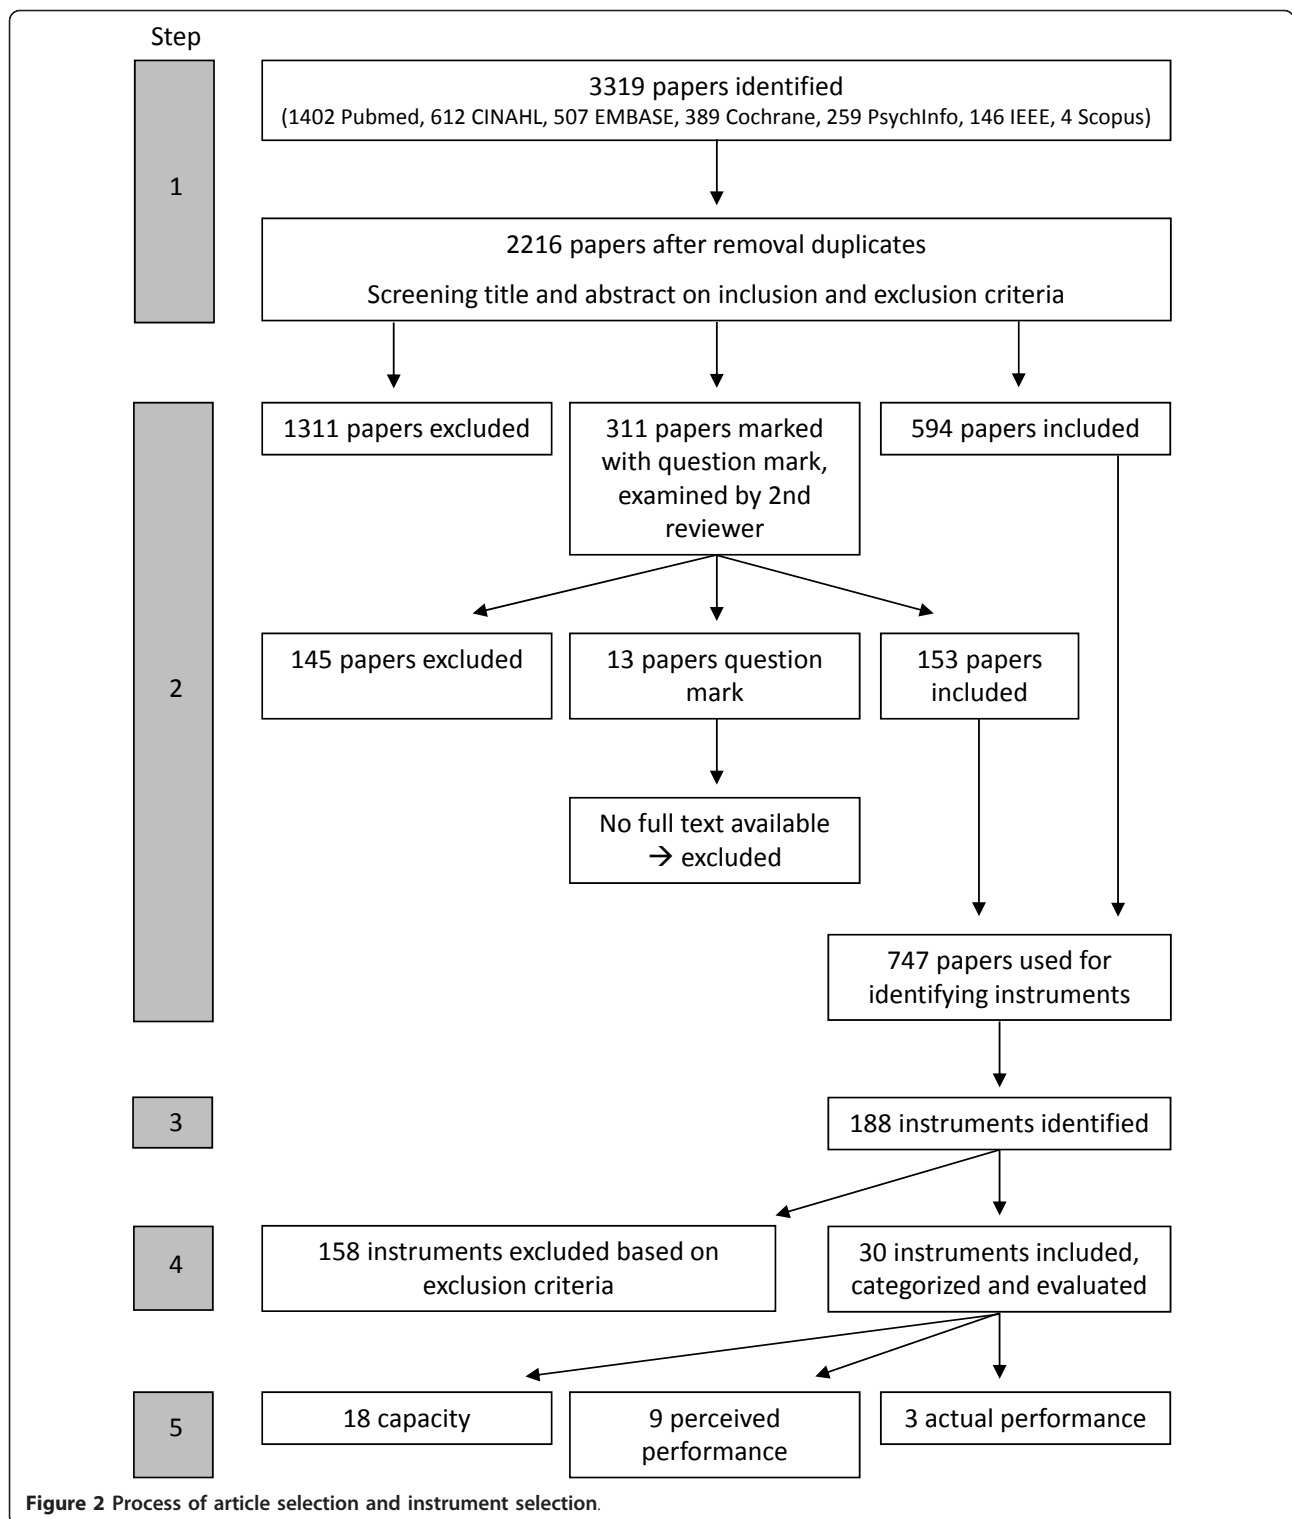 Step
3319 papers identified
(1402 Pubmed, 612 CINAHL, 507 EMBASE, 389 Cochrane, 259 PsychInfo, 146 IEEE, 4 Scopus)
1
2216 papers after removal duplicates
Screening title and abstract on inclusion and exclusion criteria
1311 papers excluded
311 papers marked
with question mark,
examined by 2nd
reviewer
594 papers included
145 papers excluded
13 papers question
mark
153 papers
included
2
No full text available
→ excluded
747 papers used for
identifying instruments
3
188 instruments identified
4
158 instruments excluded based on
exclusion criteria
30 instruments included,
categorized and evaluated
5
18 capacity
9 perceived
performance
3 actual performance
Figure 2 Process of article selection and instrument selection.